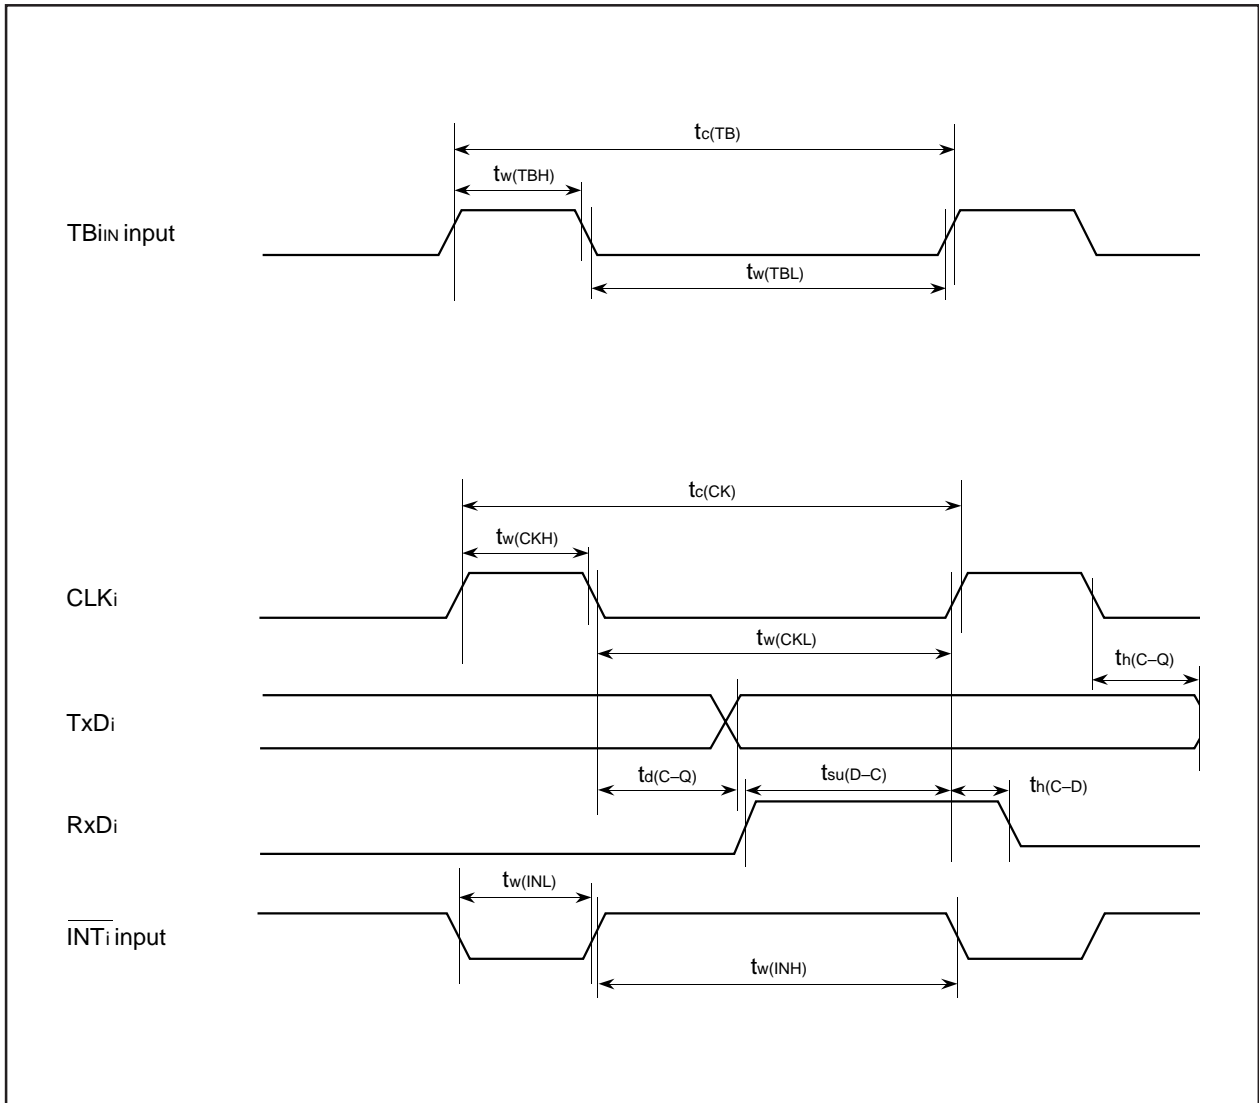 tc(TB)
tw(TBH)
TBiIN input
tw(TBL)
tc(CK)
tw(CKH)
CLKi
tw(CKL)
th(C–Q)
TxDi
td(C–Q)
tsu(D–C)
th(C–D)
RxDi
tw(INL)
INTi input
tw(INH)